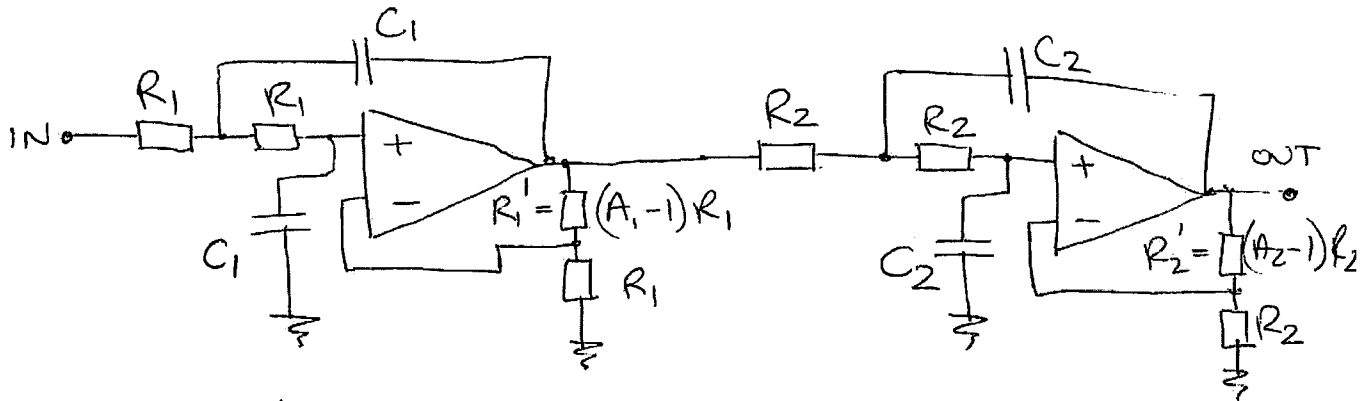 C1
R1
R1
IN
+
-
R1' = (A1-1)R1
C1
R1
C2
R2
R2
+
-
OUT
R2' = (A2-1)R2
C2
R2